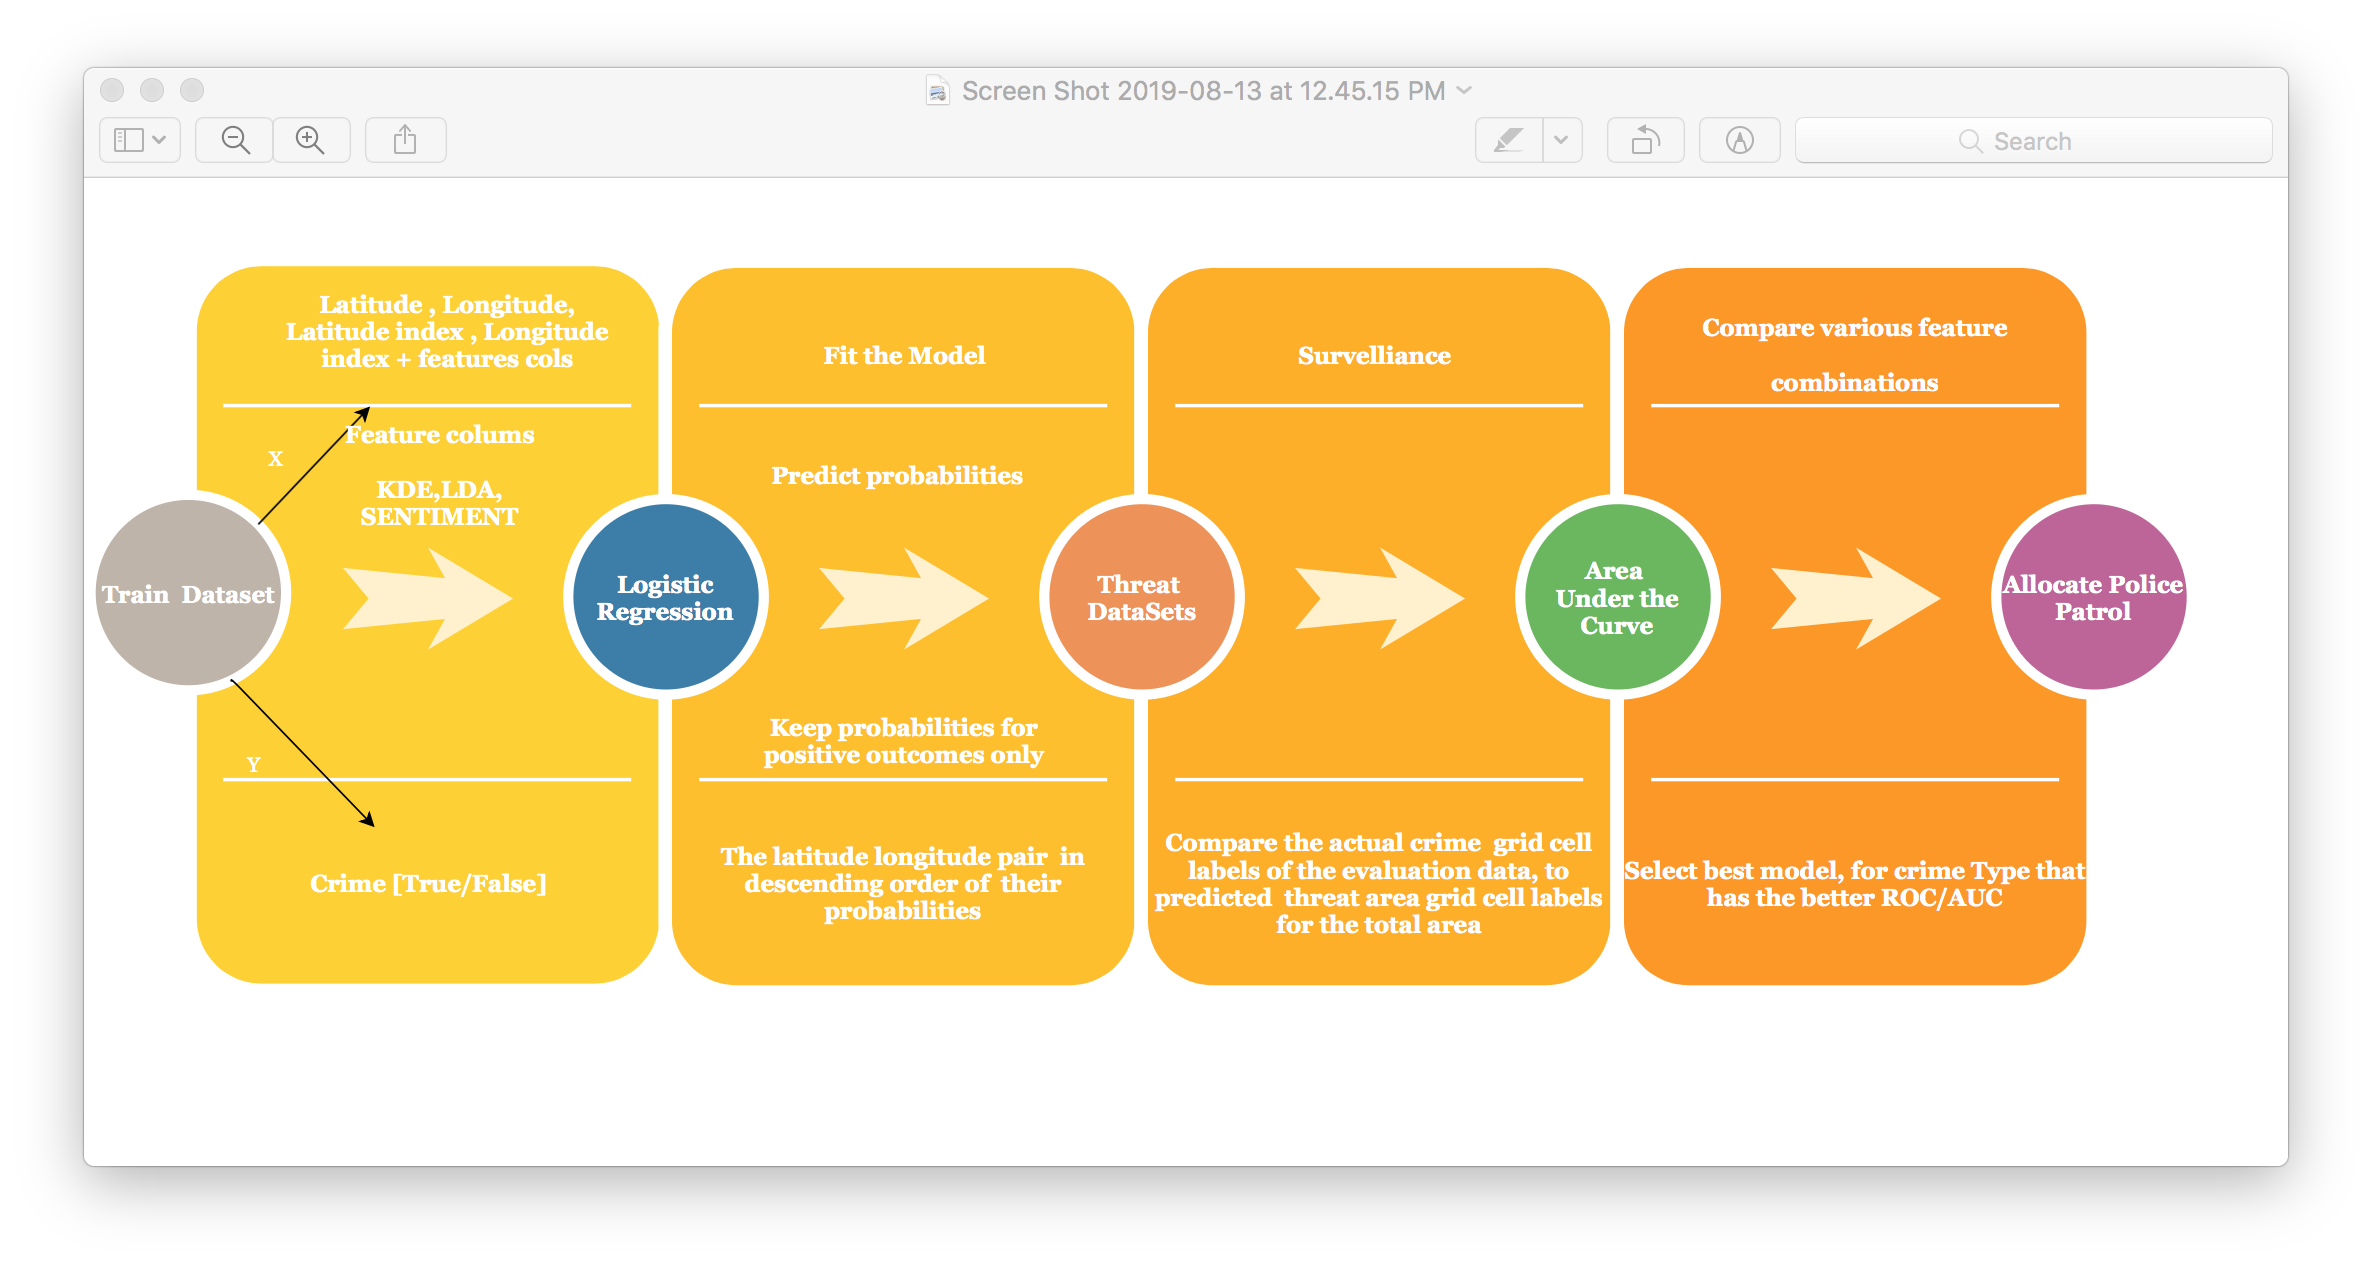 Screen Shot 2019-08-13 at 12.45.15 PM
Search
Latitude , Longitude,
Latitude index , Longitude
index + features cols
X
Feature colums
KDE,LDA,
SENTIMENT
Train  Dataset
Y
Crime [True/False]
Fit the Model
Predict probabilities
Logistic
Regression
Keep probabilities for
positive outcomes only
The latitude longitude pair  in
descending order of  their
probabilities
Survelliance
Threat
DataSets
Compare the actual crime  grid cell
labels of the evaluation data, to
predicted  threat area grid cell labels
for the total area
Compare various feature
combinations
Area
Under the
Curve
Select best model, for crime Type that
has the better ROC/AUC
Allocate Police
Patrol